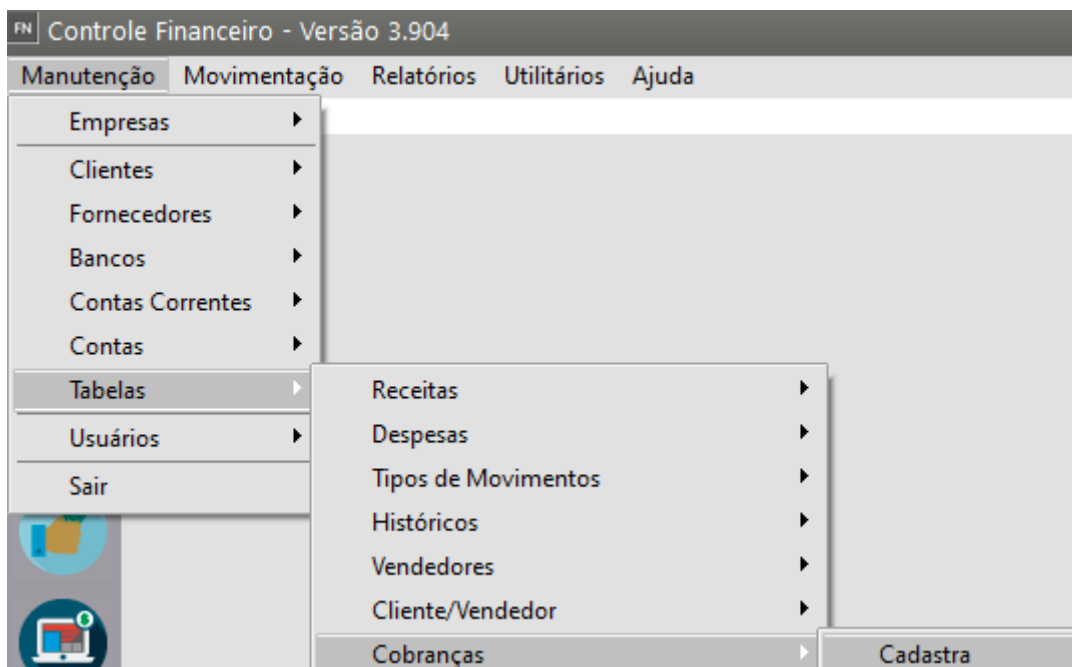 FN Controle Financeiro - Versão 3.904
Manutenção Movimentação Relatórios Utilitários Ajuda
Empresas
Clientes
Fornecedores
Bancos
Contas Correntes
Contas
Tabelas
Usuários
Sair
Receitas
Despesas
Tipos de Movimentos
Históricos
Vendedores
Cliente/Vendedor
Cobranças
Cadastra